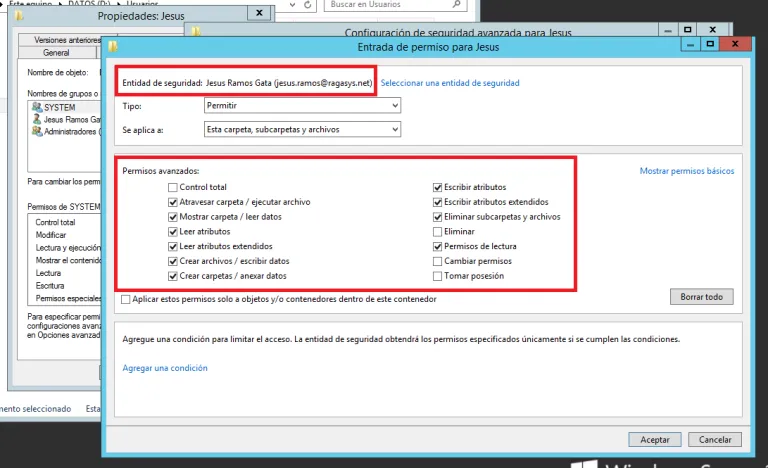 Este equipo
DATOS (D:)
Usuarios
Buscar en Usuarios
Propiedades: Jesus
Configuración de seguridad avanzada para Jesus
Versiones anteriores
General
Nombre de objeto:
Nombres de grupos o
SYSTEM
Jesus Ramos Gat
Administradores (
Para cambiar los perm
Permisos de SYSTEM
Control total
Modificar
Lectura y ejecución
Mostrar el contenido
Lectura
Escritura
Permisos especiales
Para especificar perm
configuraciones avan
en Opciones avanzad
mento seleccionado
Esta
Entrada de permiso para Jesus
Entidad de seguridad: Jesus Ramos Gata (jesus.ramos@ragasys.net)
Seleccionar una entidad de seguridad
Tipo:
Permitir
Se aplica a:
Esta carpeta, subcarpetas y archivos
Permisos avanzados:
Mostrar permisos básicos
Control total
Atravesar carpeta / ejecutar archivo
Mostrar carpeta / leer datos
Leer atributos
Leer atributos extendidos
Crear archivos / escribir datos
Crear carpetas / anexar datos
Escribir atributos
Escribir atributos extendidos
Eliminar subcarpetas y archivos
Eliminar
Permisos de lectura
Cambiar permisos
Tomar posesión
Aplicar estos permisos solo a objetos y/o contenedores dentro de este contenedor
Borrar todo
Agregue una condición para limitar el acceso. La entidad de seguridad obtendrá los permisos especificados únicamente si se cumplen las condiciones.
Agregar una condición
Aceptar
Cancelar